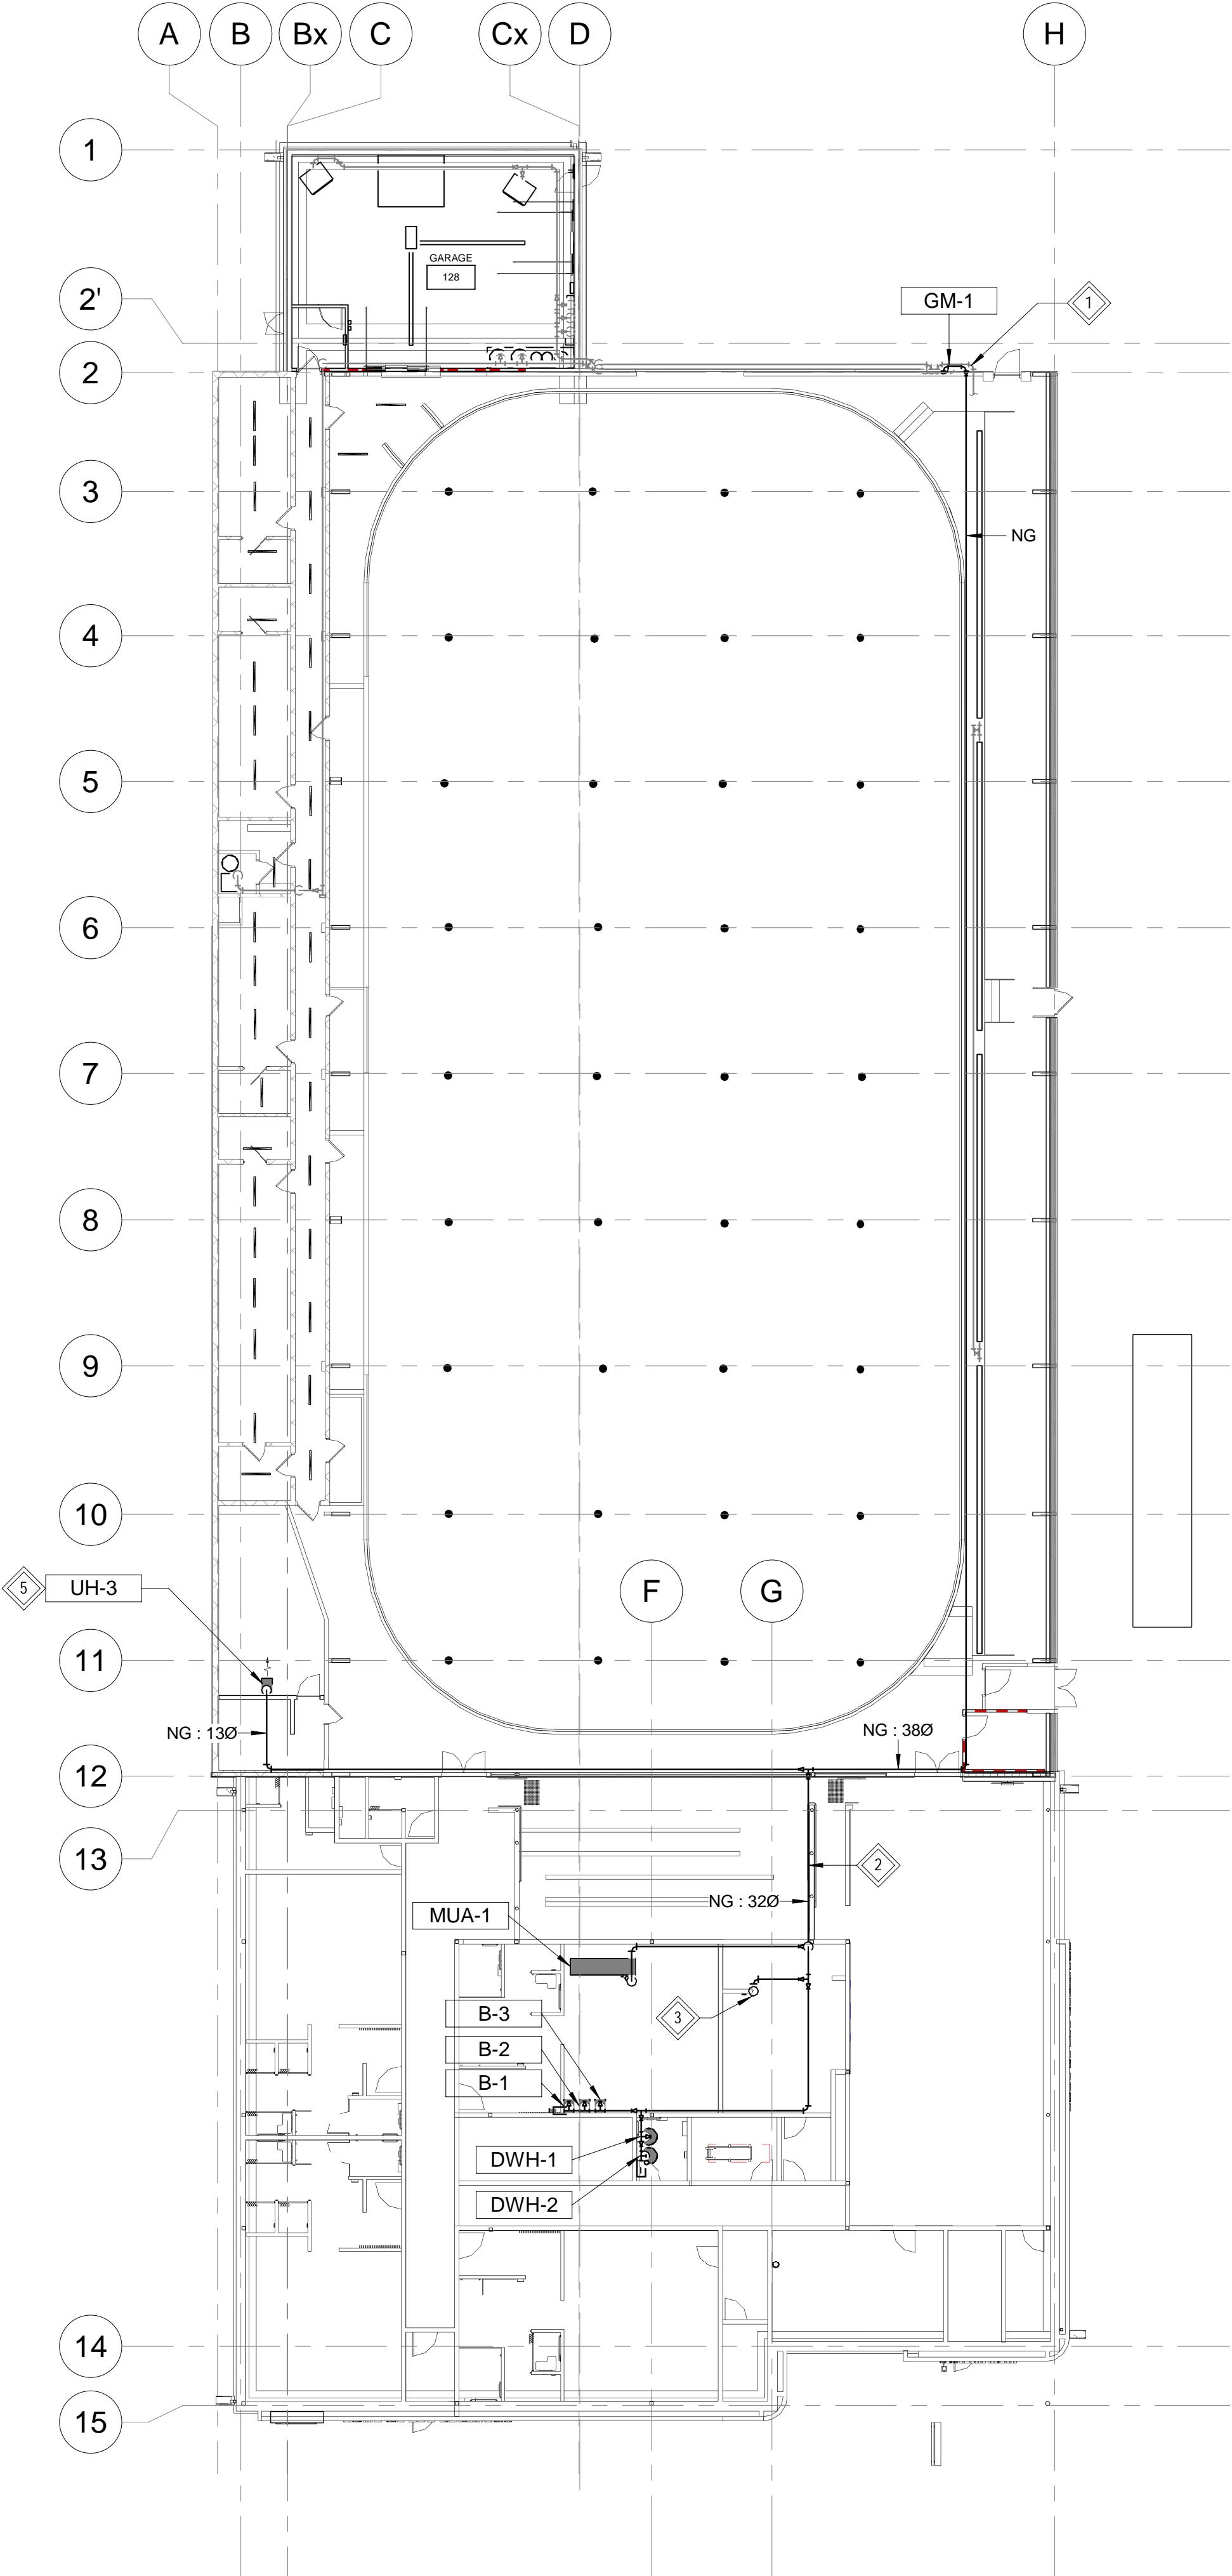 A B Bx C Cx D H
1
GARAGE
128
2'
GM-1
1
2
3
NG
4
5
6
7
8
9
10
F G
5 UH-3
11
NG : 13Ø
NG : 38Ø
12
13
2
NG : 32Ø
MUA-1
B-3
3
B-2
B-1
DWH-1
DWH-2
14
15